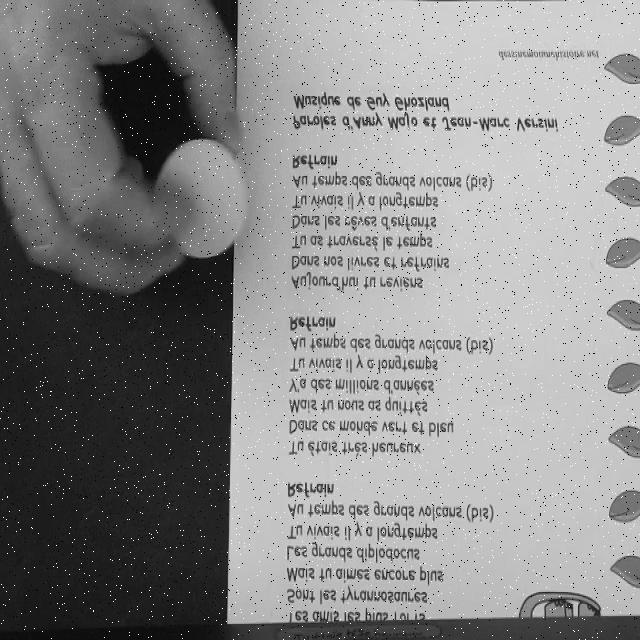 Tes amis les plus forts
Sont les tyrannosaures
Mais tu aimes encore plus
Les grands diplodocus
Tu vivais il y a longtemps
Au temps des grands volcans (bis)
Refrain
Tu étais très heureux
Dans ce monde vert et bleu
Mais tu nous as quittés
Y'a des millions d'années
Tu vivais il y a longtemps
Au temps des grands volcans (bis)
Refrain
Aujourd'hui tu reviens
Dans nos livres et refrains
Tu as traversé le temps
Dans les rêves d'enfants
Tu vivais il y a longtemps
Au temps des grands volcans (bis)
Refrain
Paroles d'Anny Majo et Jean-Marc Versini
Musique de Guy Ghozland
dessinemoiunehistoire.net